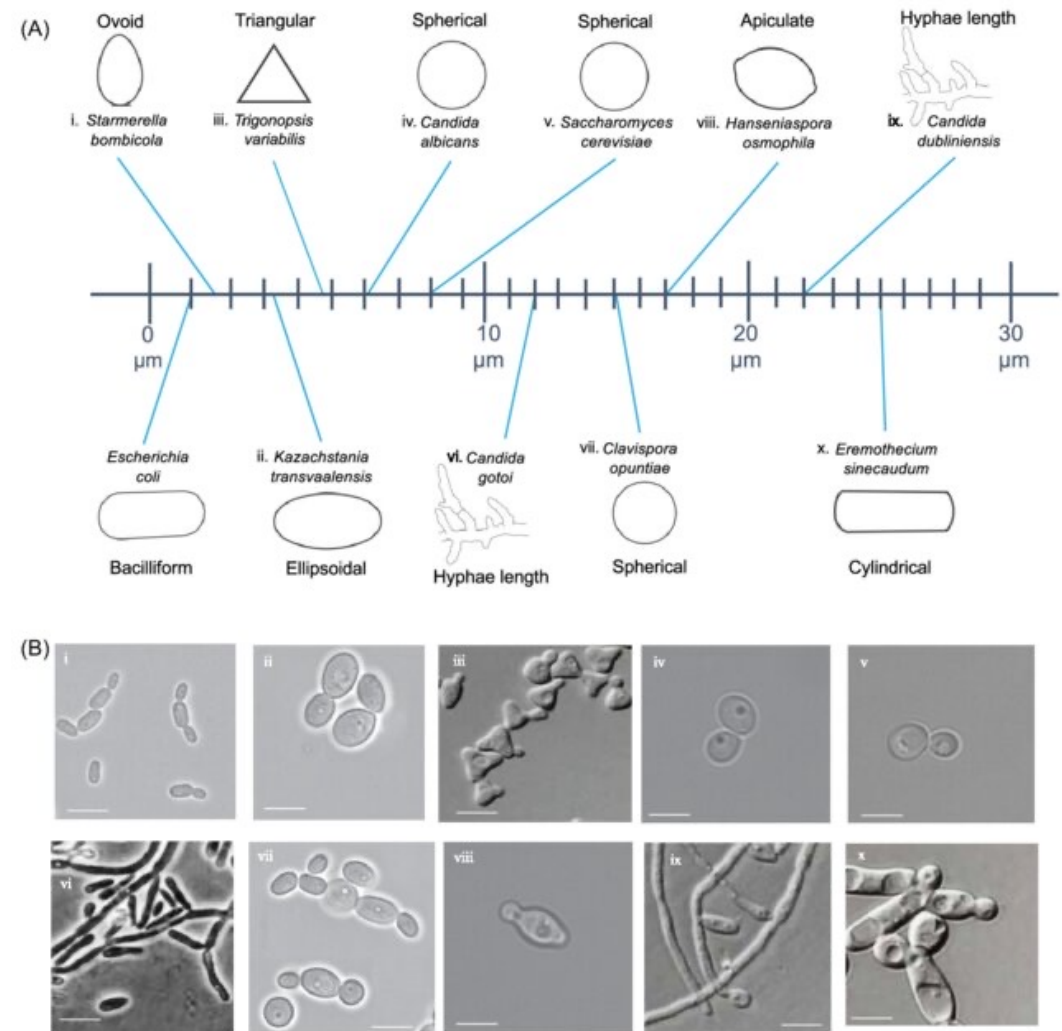 (A)
Ovoid
Triangular
Spherical
Spherical
Apiculate
Hyphae length
i. Starmerella
bombicola
iii. Trigonopsis
variabilis
iv. Candida
albicans
v. Saccharomyces
cerevisiae
viii. Hanseniaspora
osmophila
ix. Candida
dubliniensis
0
µm
10
µm
20
µm
30
µm
Escherichia
coli
ii. Kazachstania
transvaalensis
vi. Candida
gotoi
vii. Clavispora
opuntiae
x. Eremothecium
sinecaudum
Bacilliform
Ellipsoidal
Hyphae length
Spherical
Cylindrical
(B)
i
ii
iii
iv
v
vi
vii
viii
ix
x